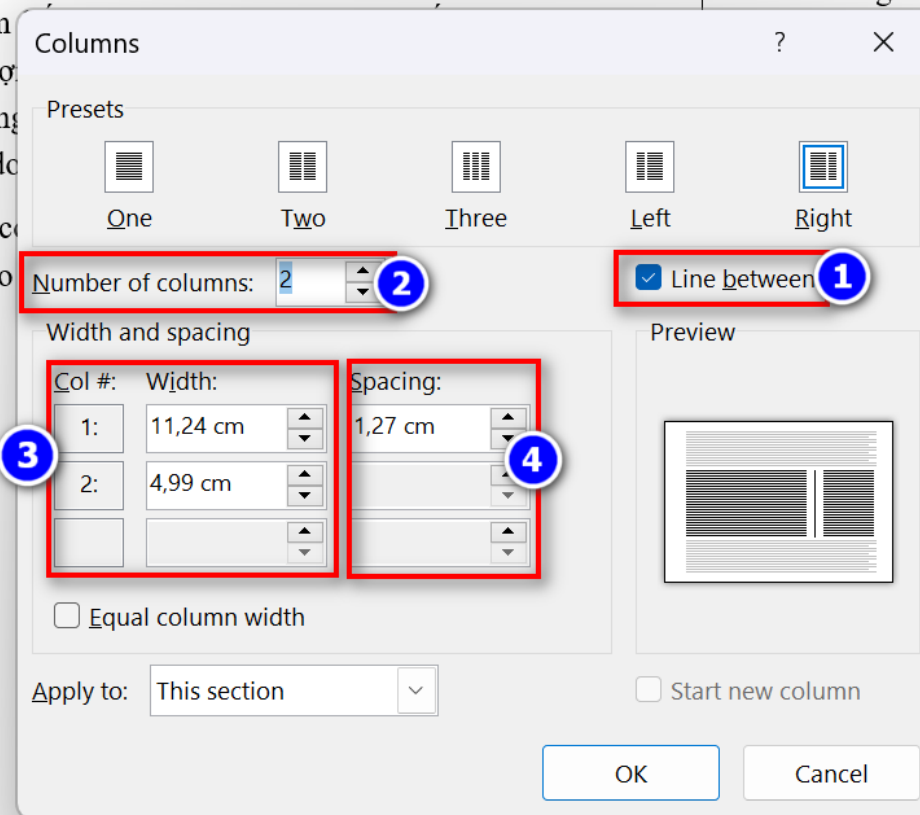 Columns
Presets
One Two Three Left Right
Number of columns: 2 2
Line between 1
Width and spacing
Preview
Col #: Width: Spacing:
1: 11,24 cm 1,27 cm
3
2: 4,99 cm
4
Equal column width
Apply to: This section
Start new column
OK Cancel